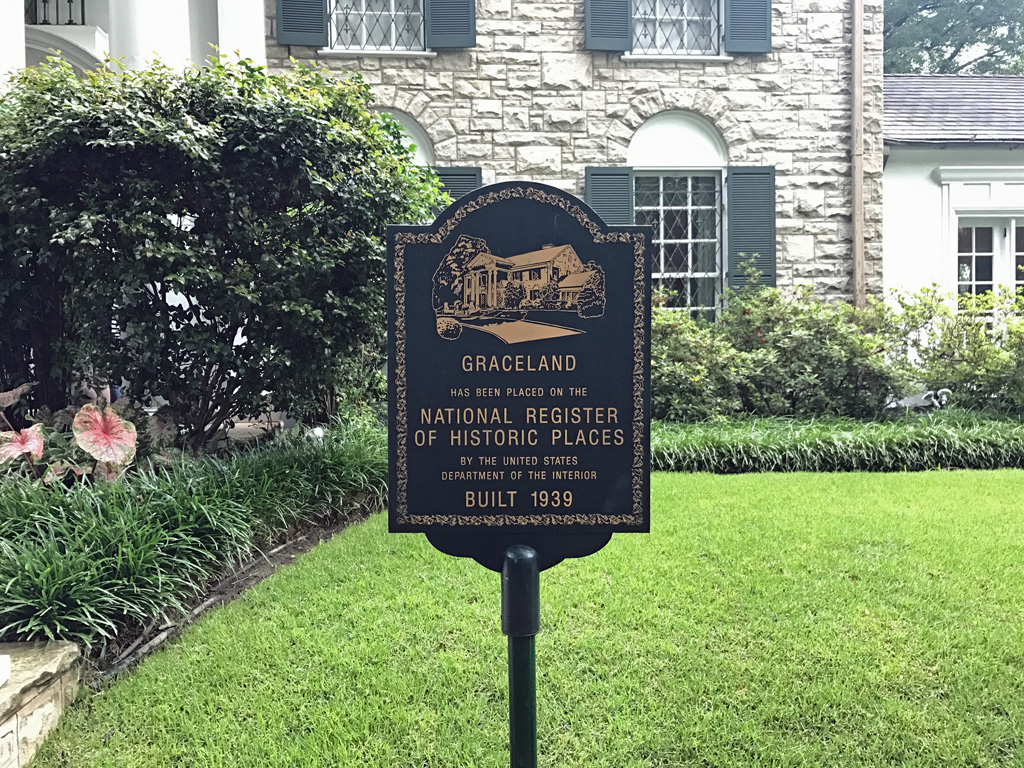 GRACELAND
HAS BEEN PLACED ON THE
NATIONAL REGISTER
OF HISTORIC PLACES
BY THE UNITED STATES
DEPARTMENT OF THE INTERIOR
BUILT 1939